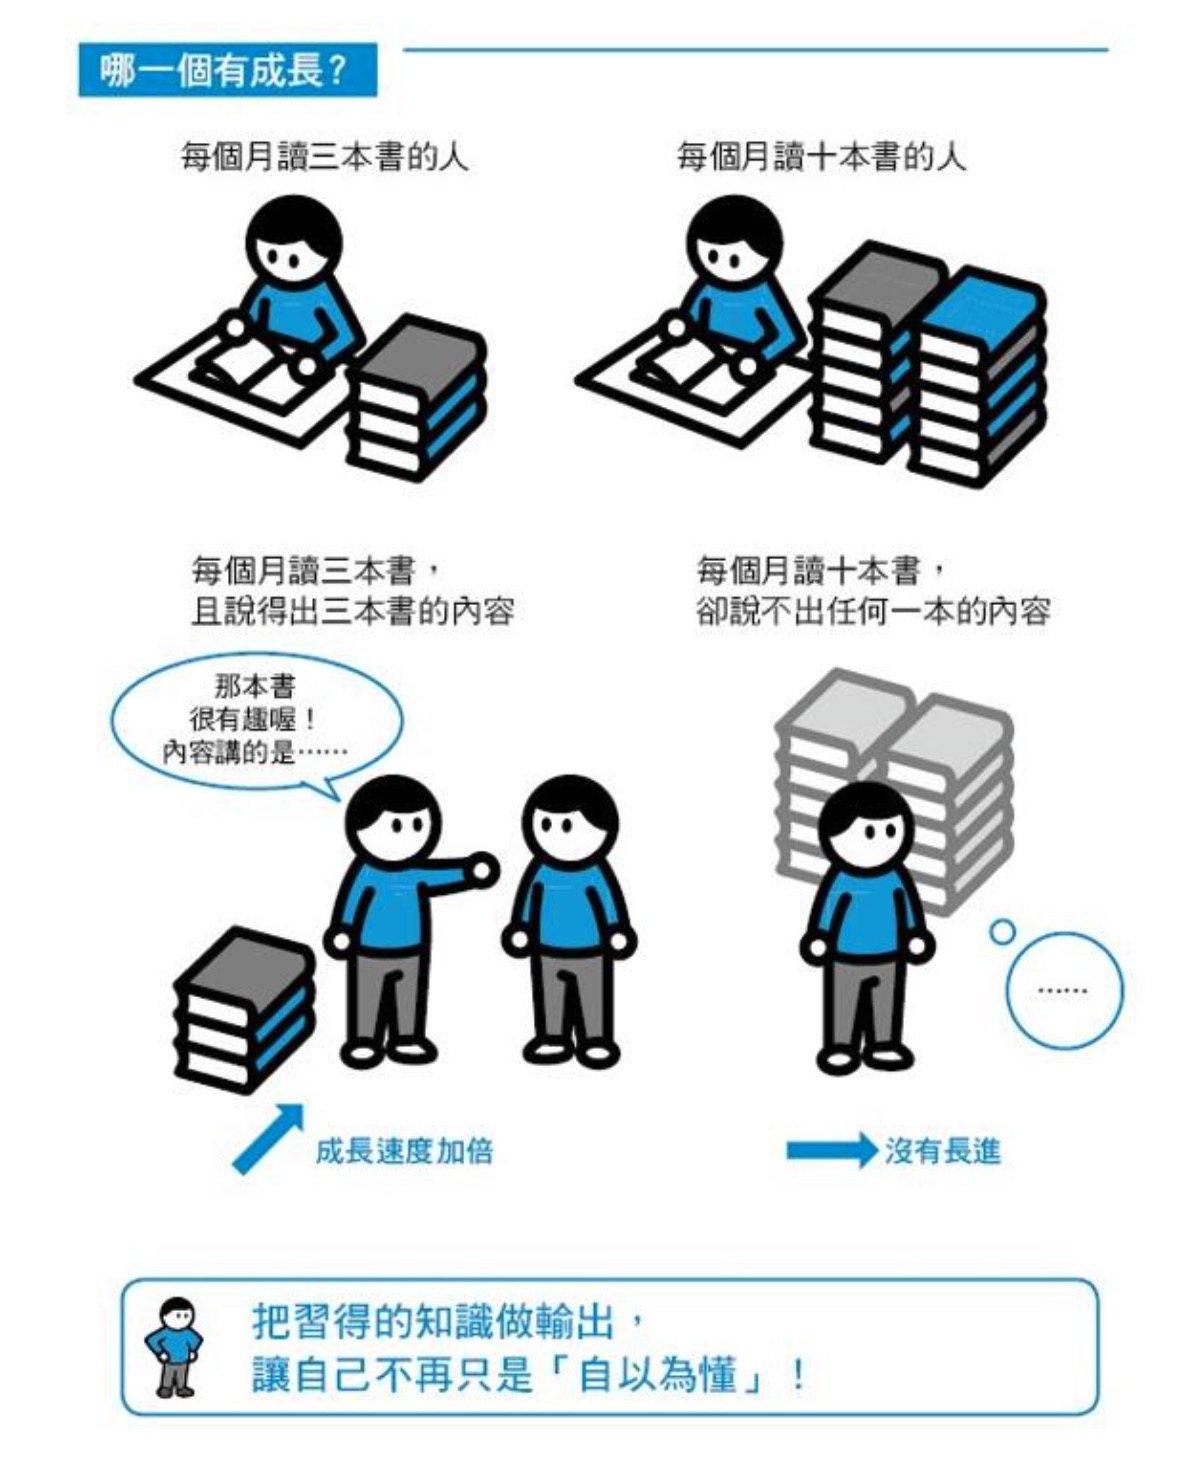 哪一個有成長？
每個月讀三本書的人
每個月讀十本書的人
每個月讀三本書，
且說得出三本書的內容
每個月讀十本書，
卻說不出任何一本的內容
那本書
很有趣喔！
內容講的是……
……
成長速度加倍
沒有長進
把習得的知識做輸出，
讓自己不再只是「自以為懂」！